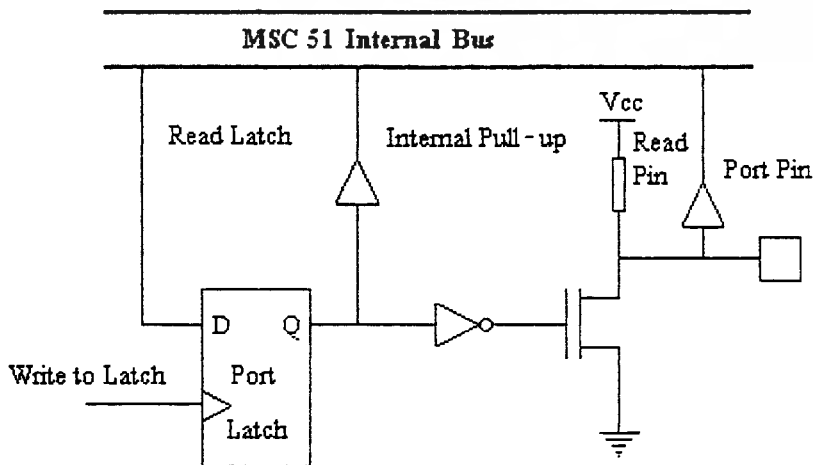 MSC 51 Internal Bus
Vcc
Read Latch
Internal Pull-up
Read
Pin
Port Pin
D
Q
Write to Latch
Port
Latch